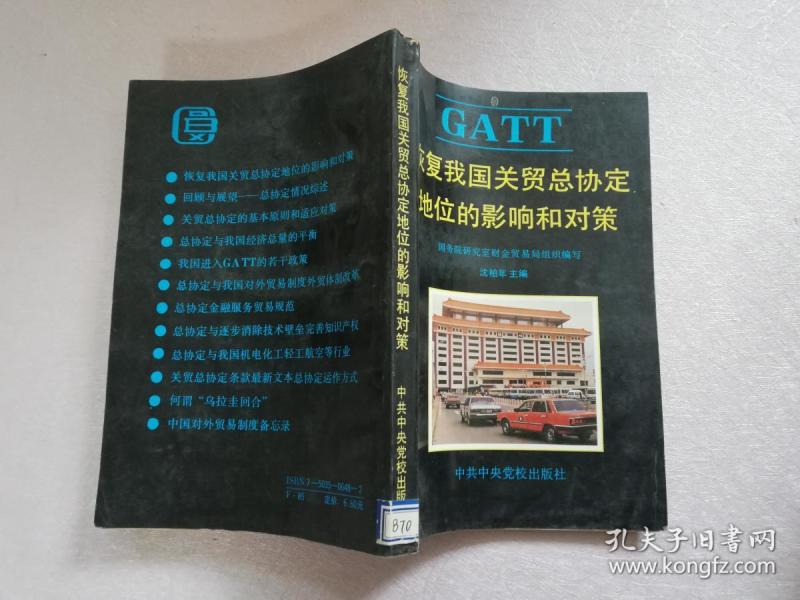 GATT
恢复我国关贸总协定
地位的影响和对策
国务院研究室财金贸易局组织编写
沈柏年 主编
中共中央党校出版社
恢复我国关贸总协定地位的影响和对策
中共中央党校出版
870
恢复我国关贸总协定地位的影响和对策
回顾与展望——总协定情况综述
关贸总协定的基本原则和适应对策
总协定与我国经济总量的平衡
我国进入GATT的若干政策
总协定与我国对外贸易制度外贸体制改革
总协定金融服务贸易规范
总协定与逐步消除技术壁垒完善知识产权
总协定与我国机电化工轻工航空等行业
关贸总协定条款最新文本总协定运作方式
何谓“乌拉圭回合”
中国对外贸易制度备忘录
ISBN7-5035-0648-2
定价:6.60元
孔夫子旧书网
www.kongfz.com